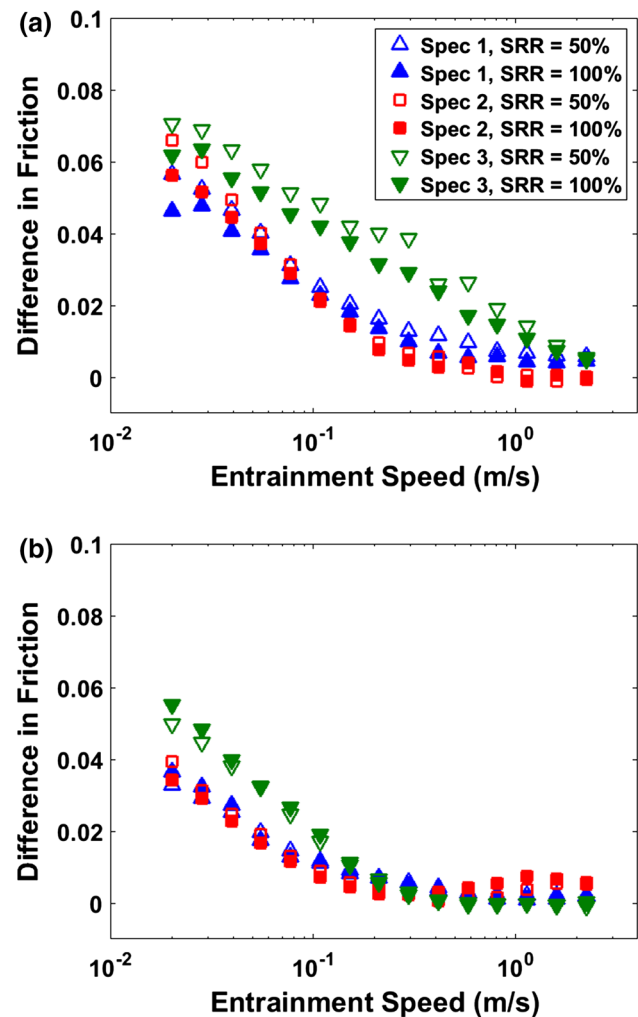 (a)
0.1
0.08
0.06
0.04
0.02
0
Difference in Friction
Spec 1, SRR = 50%
Spec 1, SRR = 100%
Spec 2, SRR = 50%
Spec 2, SRR = 100%
Spec 3, SRR = 50%
Spec 3, SRR = 100%
10⁻² 10⁻¹ 10⁰
Entrainment Speed (m/s)
(b)
0.1
0.08
0.06
0.04
0.02
0
Difference in Friction
10⁻² 10⁻¹ 10⁰
Entrainment Speed (m/s)